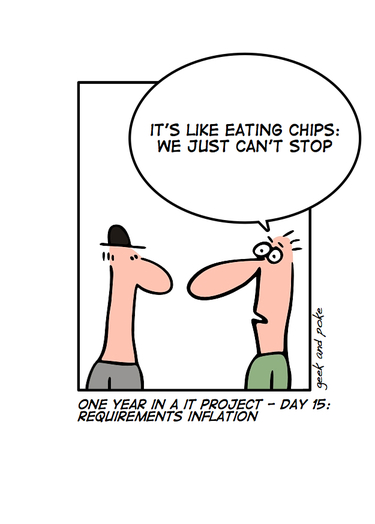 IT'S LIKE EATING CHIPS:
WE JUST CAN'T STOP
geek and poke
ONE YEAR IN A IT PROJECT - DAY 15:
REQUIREMENTS INFLATION